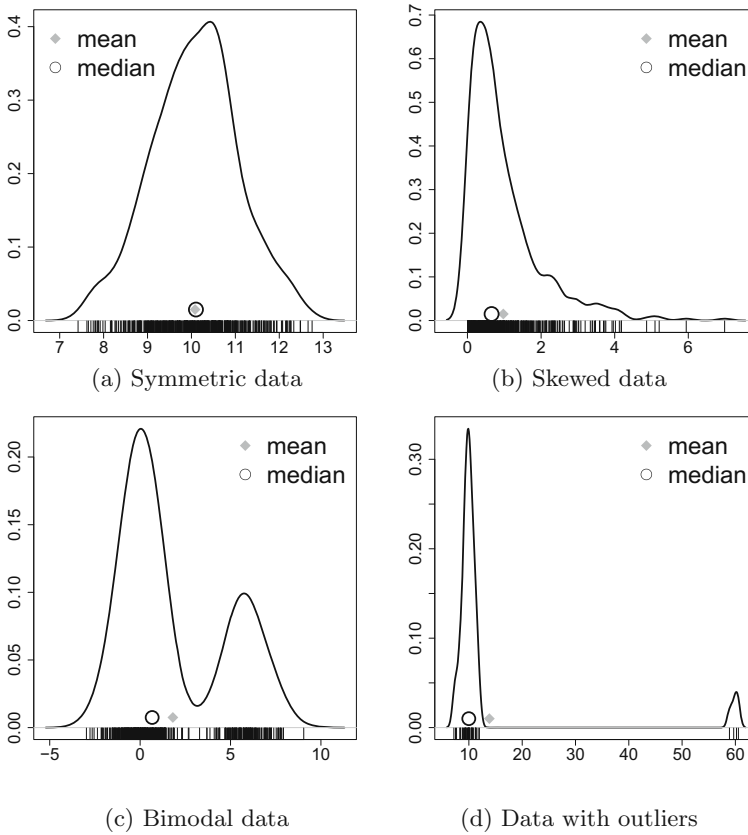 mean
median
0.0 0.1 0.2 0.3 0.4
7 8 9 10 11 12 13
(a) Symmetric data
mean
median
0.0 0.1 0.2 0.3 0.4 0.5 0.6 0.7
0 2 4 6
(b) Skewed data
mean
median
0.00 0.05 0.10 0.15 0.20
−5 0 5 10
(c) Bimodal data
mean
median
0.00 0.10 0.20 0.30
10 20 30 40 50 60
(d) Data with outliers